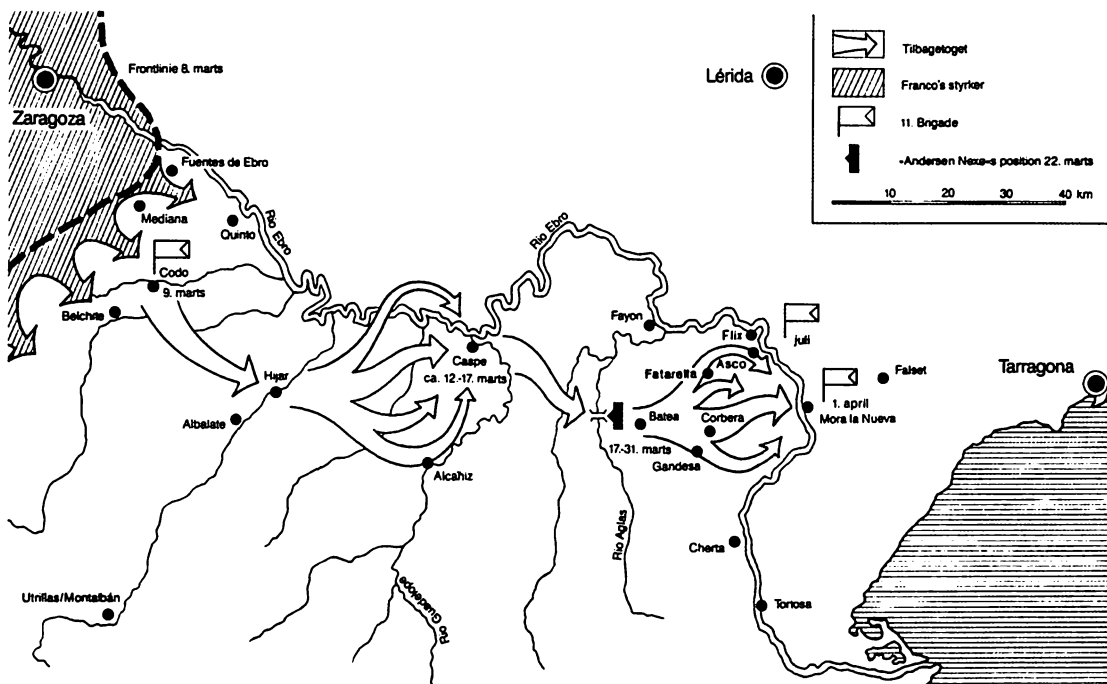 Frontlinie 8. marts
Zaragoza
Lérida
Tilbagetoget
Franco's styrker
11. Brigade
-Andersen Nexø-s position 22. marts
10 20 30 40 km
Fuentes de Ebro
Mediana
Quinto
Rio Ebro
Rio Ebro
Codo
9. marts
Belchite
Fayon
Flix
juli
Caspe
ca. 12.-17. marts
Hijar
Albalate
Alcañiz
Asco
Fatarella
Falset
Tarragona
1. april
Mora la Nueva
Batea
Corbera
17.-31. marts
Gandesa
Rio Aglas
Cherta
Utrillas/Montalbán
Rio Guadelope
Tortosa